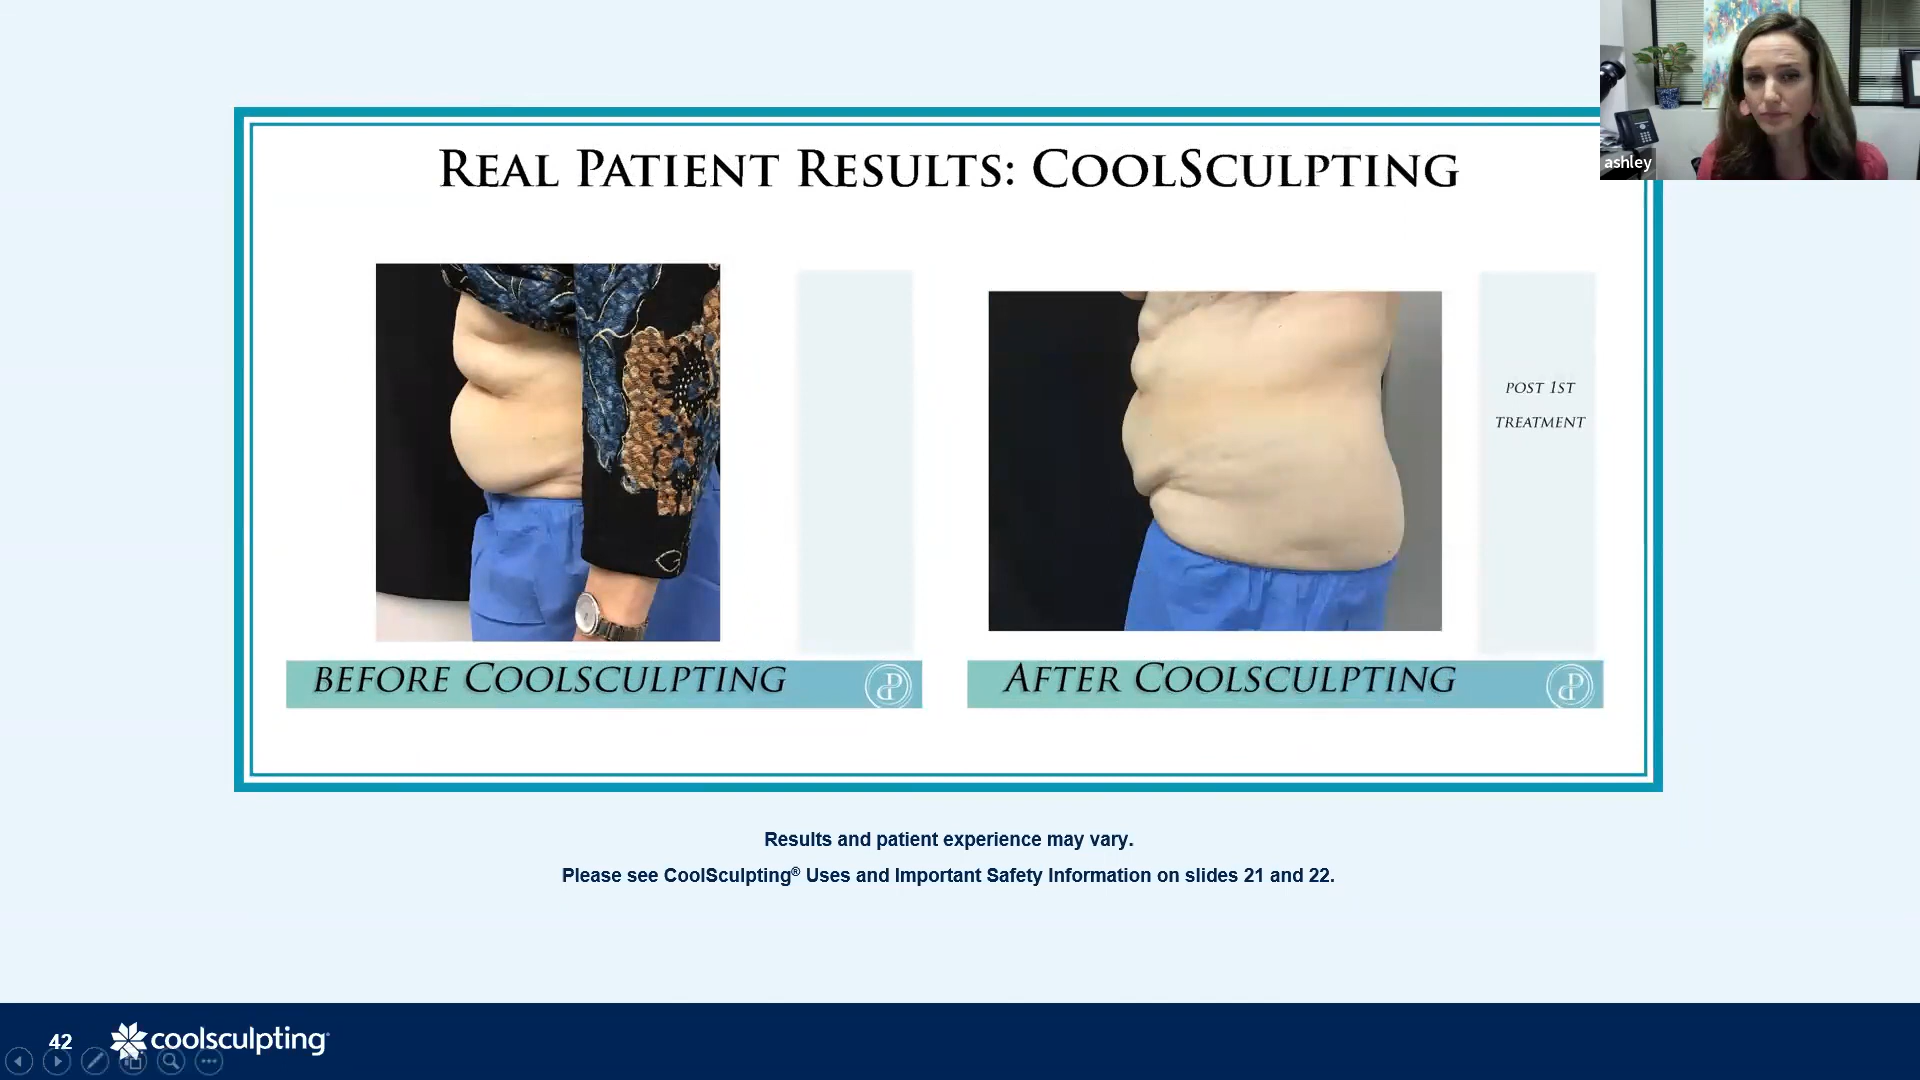 ashley
REAL PATIENT RESULTS: COOLSCULPTING
POST 1ST
TREATMENT
BEFORE COOLSCULPTING
AFTER COOLSCULPTING
Results and patient experience may vary.
Please see CoolSculpting® Uses and Important Safety Information on slides 21 and 22.
42
coolsculpting®